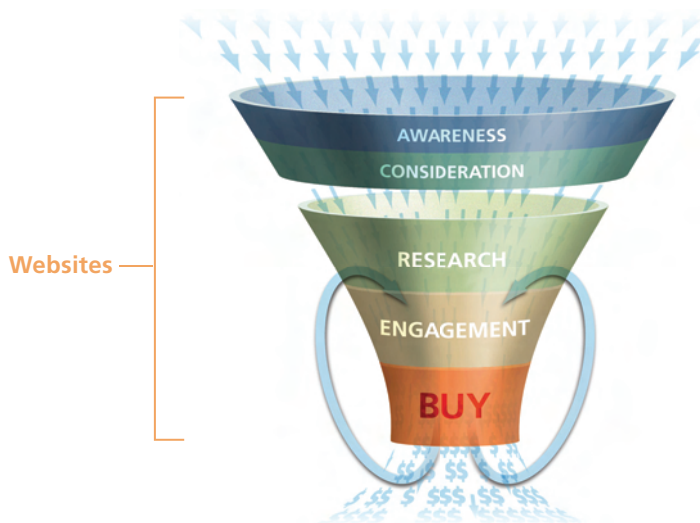 AWARENESS
CONSIDERATION
Websites
RESEARCH
ENGAGEMENT
BUY